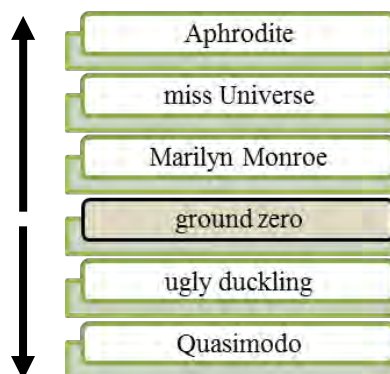 Aphrodite
miss Universe
Marilyn Monroe
ground zero
ugly duckling
Quasimodo